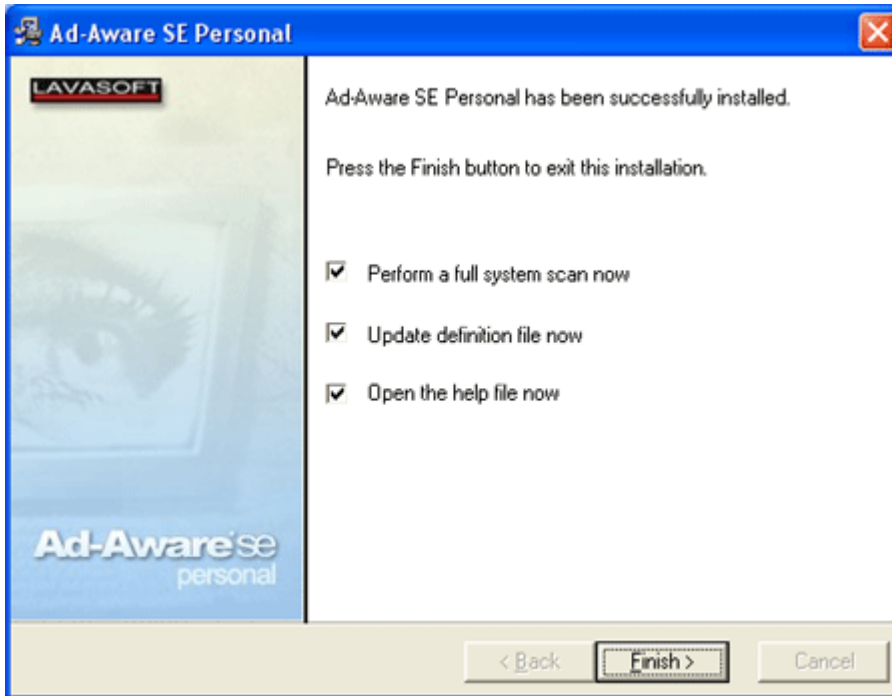 Ad-Aware SE Personal
LAVASOFT
Ad-Aware SE Personal has been successfully installed.
Press the Finish button to exit this installation.
Perform a full system scan now
Update definition file now
Open the help file now
Ad-Aware se
personal
< Back
Finish >
Cancel